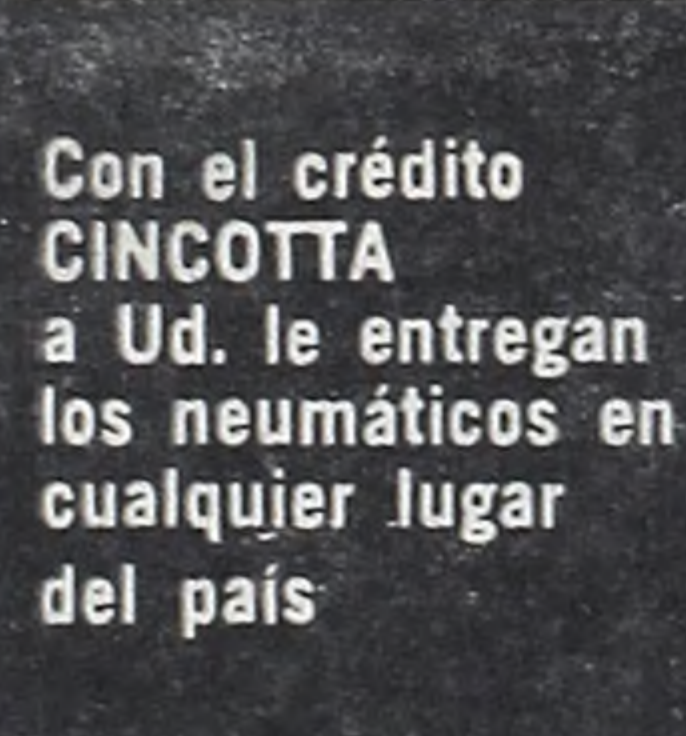 Con el crédito
CINCOTTA
a Ud. le entregan
los neumáticos en
cualquier lugar
del país